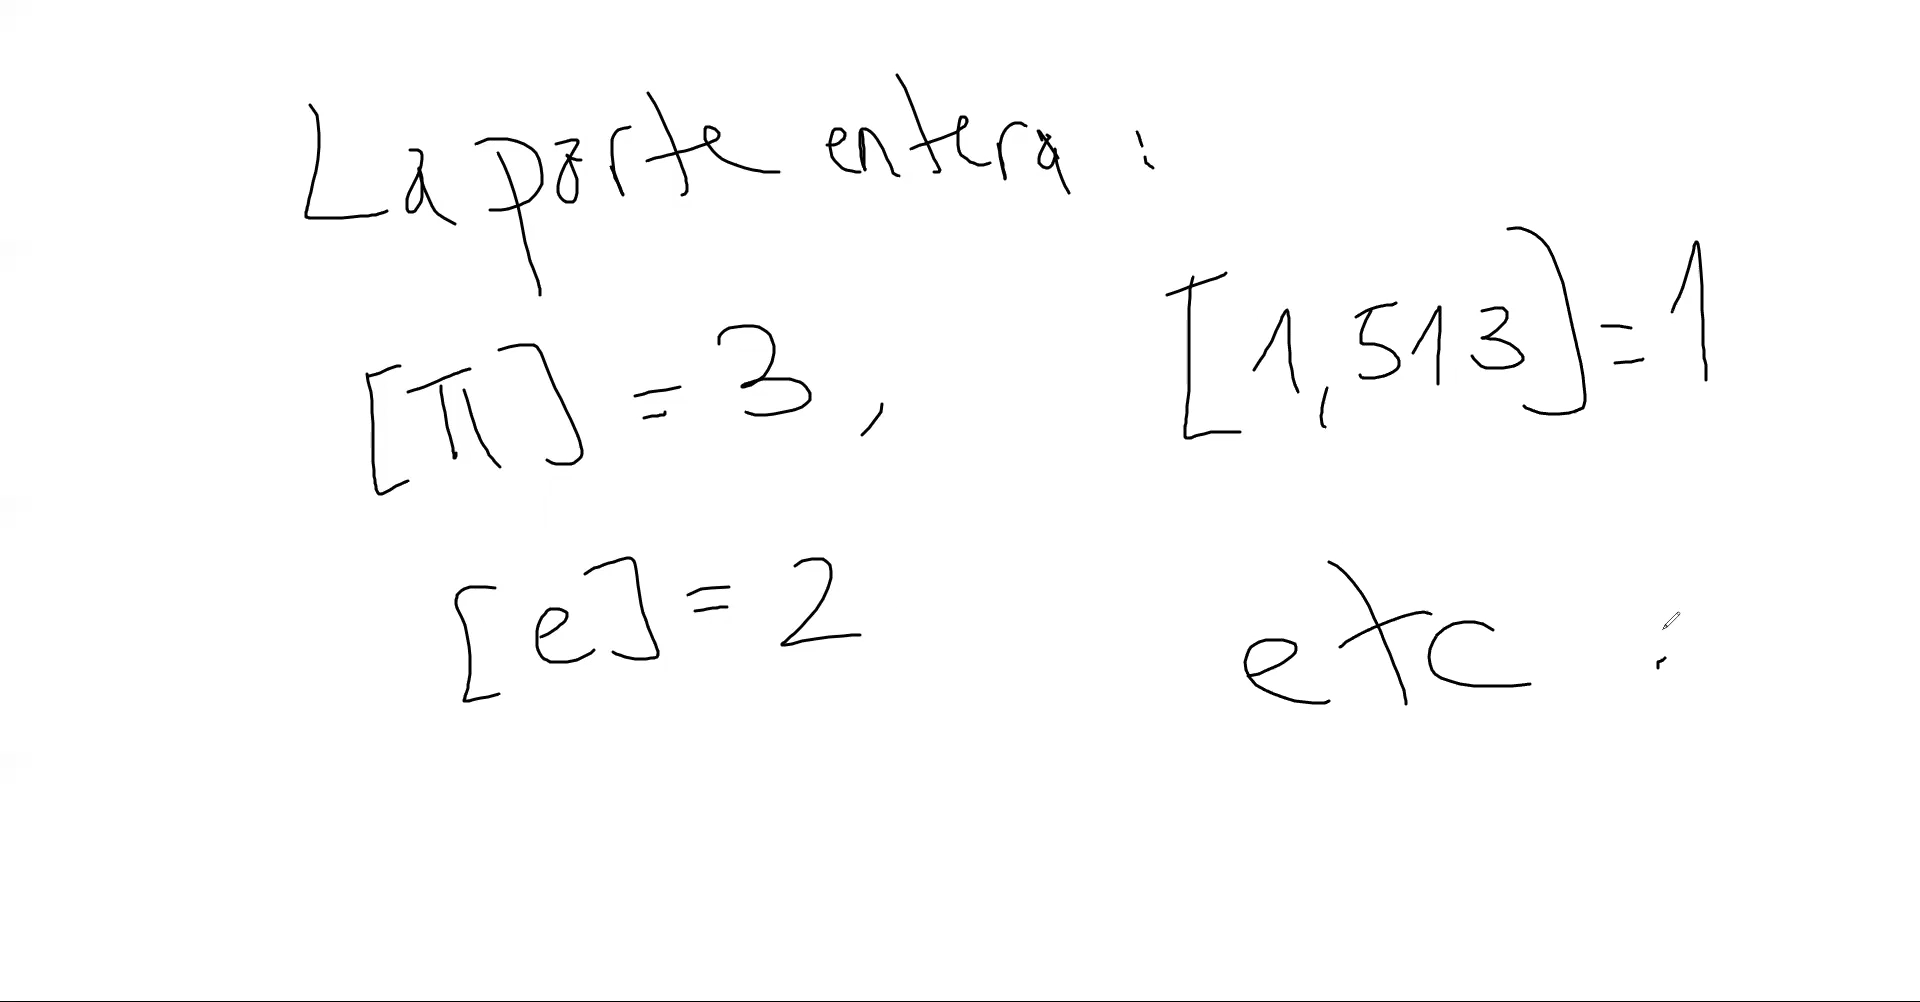 La parte entera:
[π] = 3, [1,513] = 1
[e] = 2 etc :